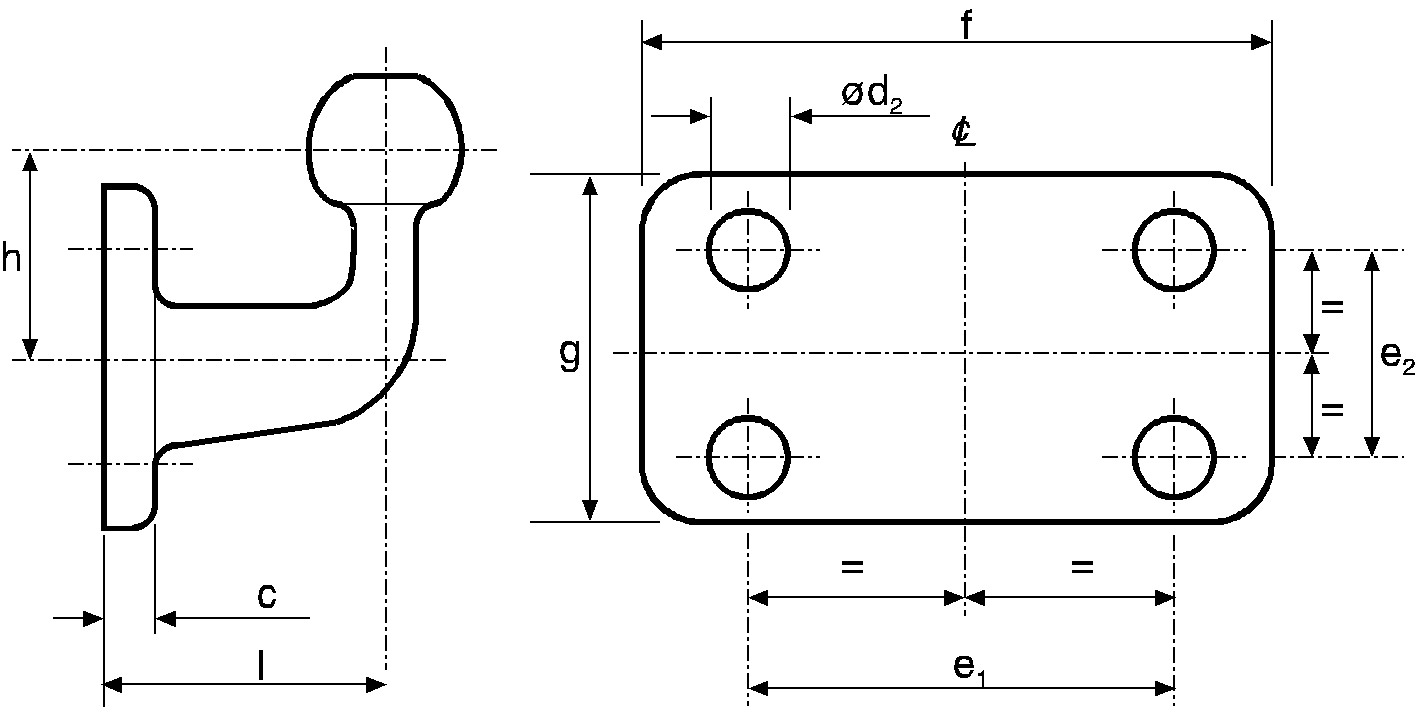 f
ød₂
℄
h
g
=
e₂
=
c
=
=
l
e₁